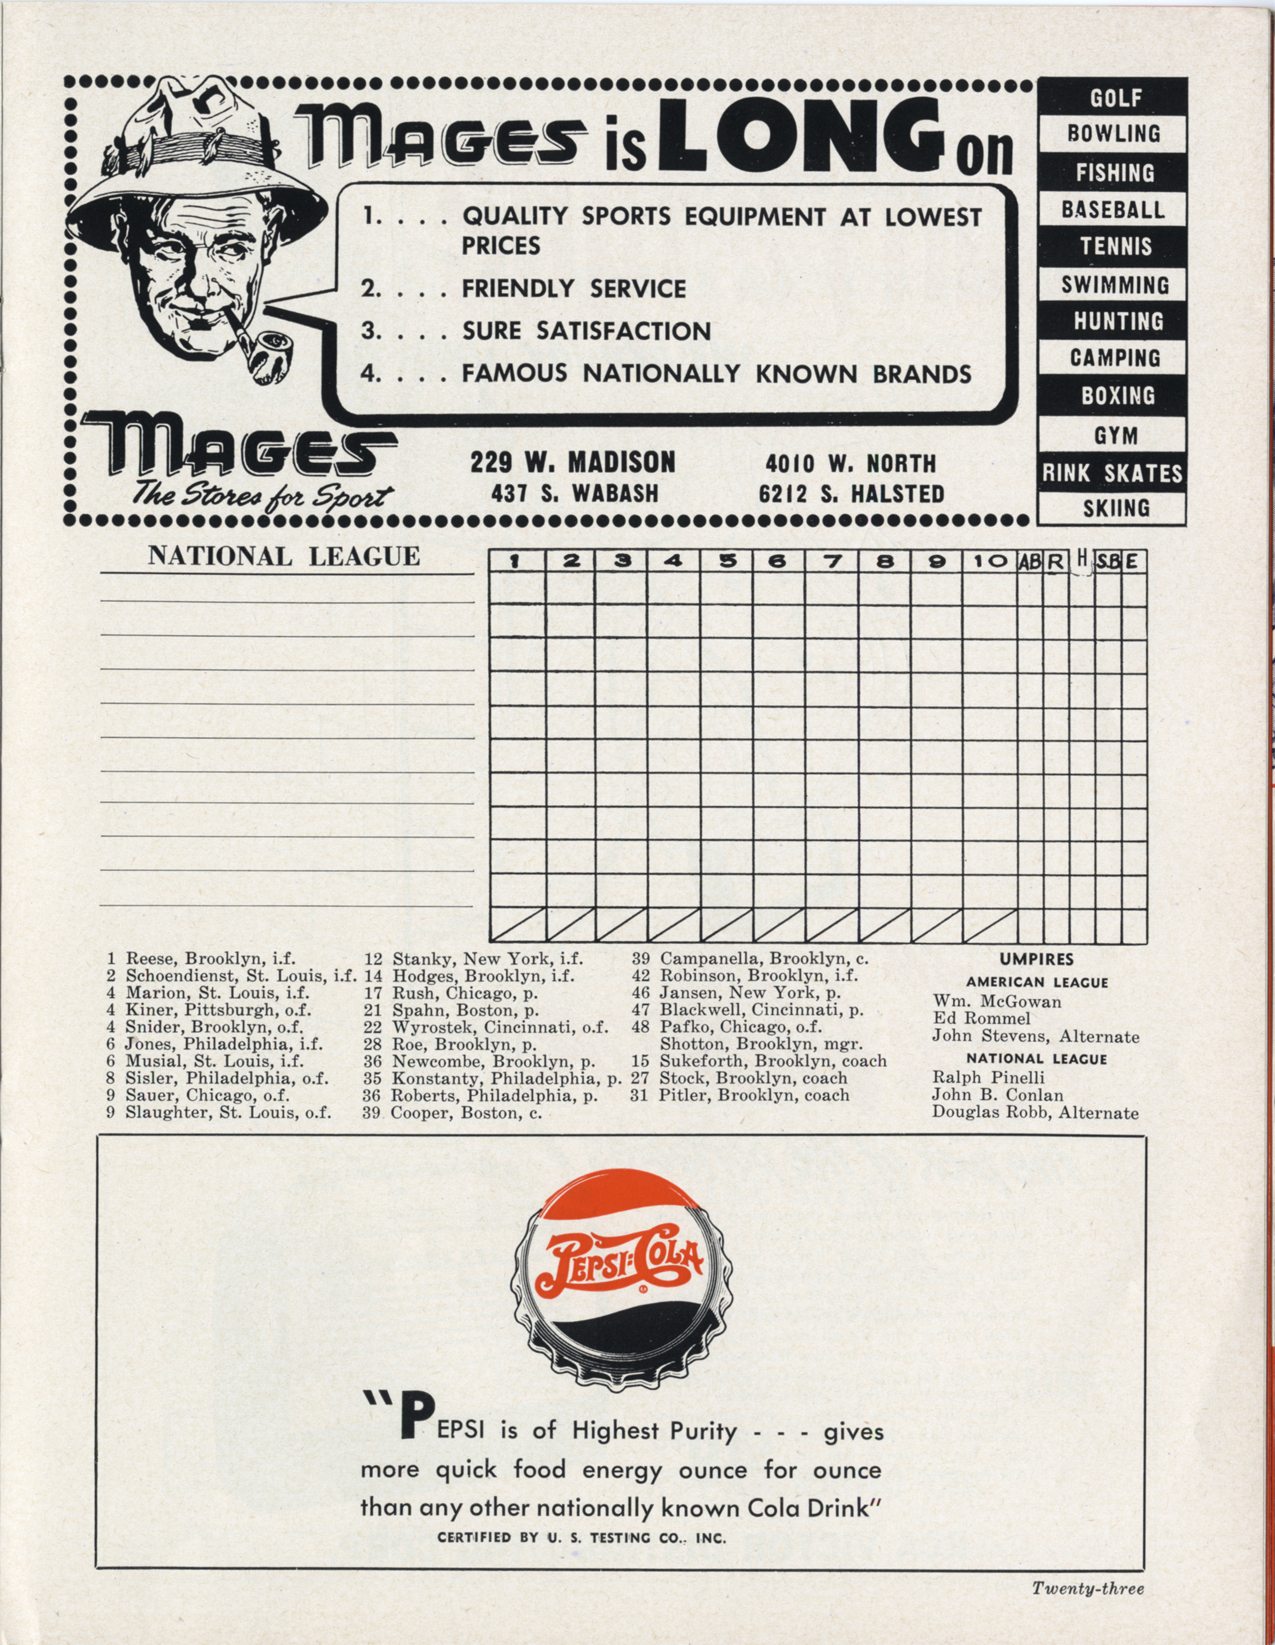 Mages is LONG on
1. . . . QUALITY SPORTS EQUIPMENT AT LOWEST
PRICES
2. . . . FRIENDLY SERVICE
3. . . . SURE SATISFACTION
4. . . . FAMOUS NATIONALLY KNOWN BRANDS
Mages
The Stores for Sport
229 W. MADISON
437 S. WABASH
4010 W. NORTH
6212 S. HALSTED
GOLF
BOWLING
FISHING
BASEBALL
TENNIS
SWIMMING
HUNTING
CAMPING
BOXING
GYM
RINK SKATES
SKIING
NATIONAL LEAGUE
1 2 3 4 5 6 7 8 9 10 AB R H SB E
1 Reese, Brooklyn, i.f.
2 Schoendienst, St. Louis, i.f.
4 Marion, St. Louis, i.f.
4 Kiner, Pittsburgh, o.f.
4 Snider, Brooklyn, o.f.
6 Jones, Philadelphia, i.f.
6 Musial, St. Louis, i.f.
8 Sisler, Philadelphia, o.f.
9 Sauer, Chicago, o.f.
9 Slaughter, St. Louis, o.f.
12 Stanky, New York, i.f.
14 Hodges, Brooklyn, i.f.
17 Rush, Chicago, p.
21 Spahn, Boston, p.
22 Wyrostek, Cincinnati, o.f.
28 Roe, Brooklyn, p.
36 Newcombe, Brooklyn, p.
35 Konstanty, Philadelphia, p.
36 Roberts, Philadelphia, p.
39 Cooper, Boston, c.
39 Campanella, Brooklyn, c.
42 Robinson, Brooklyn, i.f.
46 Jansen, New York, p.
47 Blackwell, Cincinnati, p.
48 Pafko, Chicago, o.f.
Shotton, Brooklyn, mgr.
15 Sukeforth, Brooklyn, coach
27 Stock, Brooklyn, coach
31 Pitler, Brooklyn, coach
UMPIRES
AMERICAN LEAGUE
Wm. McGowan
Ed Rommel
John Stevens, Alternate
NATIONAL LEAGUE
Ralph Pinelli
John B. Conlan
Douglas Robb, Alternate
PEPSI:COLA
®
"PEPSI is of Highest Purity - - - gives
more quick food energy ounce for ounce
than any other nationally known Cola Drink"
CERTIFIED BY U. S. TESTING CO., INC.
Twenty-three